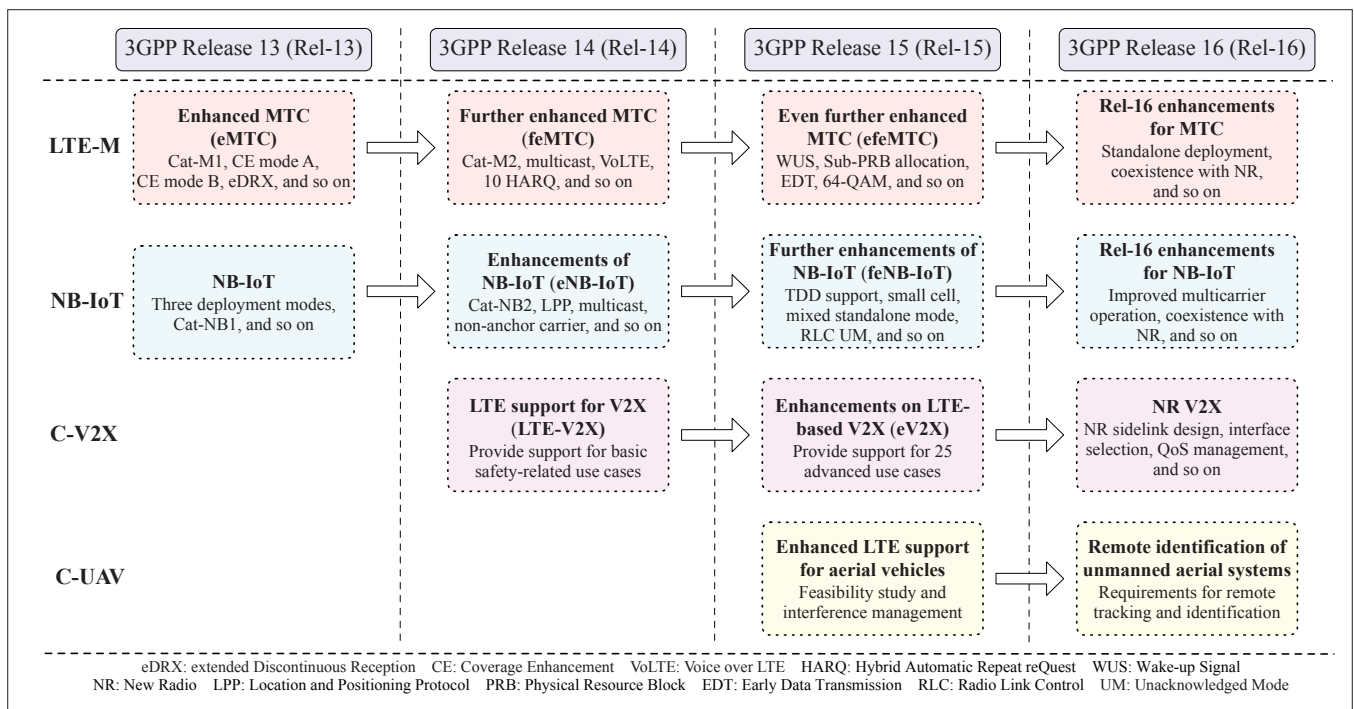 3GPP Release 13 (Rel-13)
3GPP Release 14 (Rel-14)
3GPP Release 15 (Rel-15)
3GPP Release 16 (Rel-16)
LTE-M
Enhanced MTC
(eMTC)
Cat-M1, CE mode A,
CE mode B, eDRX, and so on
Further enhanced MTC
(feMTC)
Cat-M2, multicast, VoLTE,
10 HARQ, and so on
Even further enhanced
MTC (efeMTC)
WUS, Sub-PRB allocation,
EDT, 64-QAM, and so on
Rel-16 enhancements
for MTC
Standalone deployment,
coexistence with NR,
and so on
NB-IoT
NB-IoT
Three deployment modes,
Cat-NB1, and so on
Enhancements of
NB-IoT (eNB-IoT)
Cat-NB2, LPP, multicast,
non-anchor carrier, and so on
Further enhancements of
NB-IoT (feNB-IoT)
TDD support, small cell,
mixed standalone mode,
RLC UM, and so on
Rel-16 enhancements
for NB-IoT
Improved multicarrier
operation, coexistence with
NR, and so on
C-V2X
LTE support for V2X
(LTE-V2X)
Provide support for basic
safety-related use cases
Enhancements on LTE-
based V2X (eV2X)
Provide support for 25
advanced use cases
NR V2X
NR sidelink design, interface
selection, QoS management,
and so on
C-UAV
Enhanced LTE support
for aerial vehicles
Feasibility study and
interference management
Remote identification of
unmanned aerial systems
Requirements for remote
tracking and identification
eDRX: extended Discontinuous Reception CE: Coverage Enhancement VoLTE: Voice over LTE HARQ: Hybrid Automatic Repeat reQuest WUS: Wake-up Signal
NR: New Radio LPP: Location and Positioning Protocol PRB: Physical Resource Block EDT: Early Data Transmission RLC: Radio Link Control UM: Unacknowledged Mode